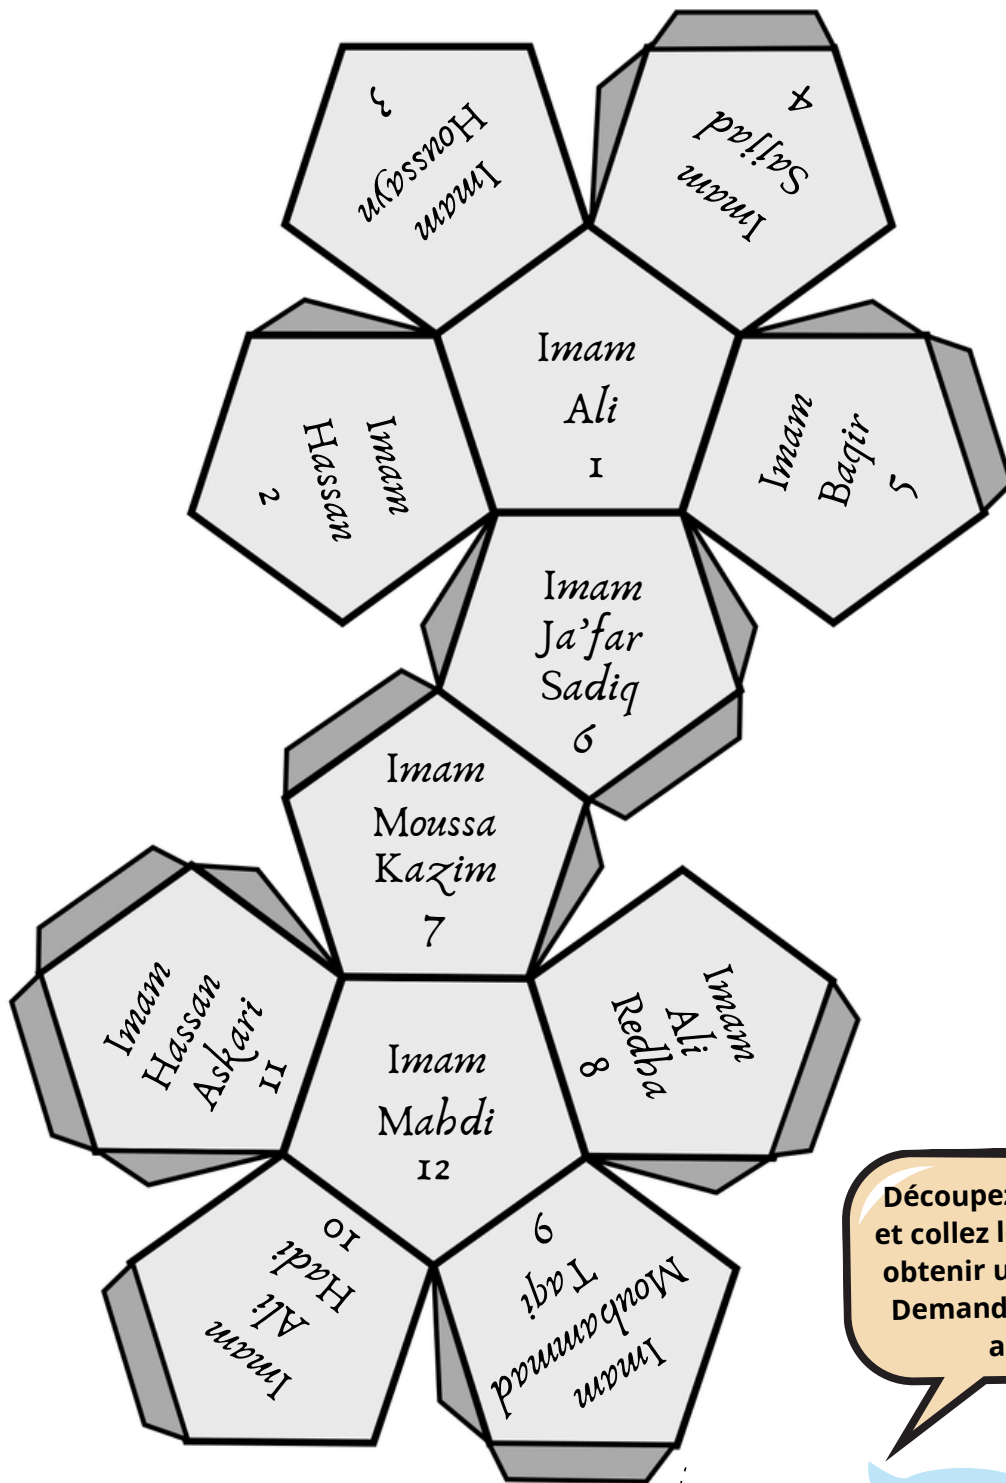 3
Houssayn
Imam
4
Sajjad
Imam
Imam
Ali
1
Imam
Hassan
2
Imam
Baqir
5
Imam
Ja’far
Sadiq
6
Imam
Moussa
Kazim
7
Imam
Hassan
Askari
11
Imam
Ali
Redha
8
Imam
Mahdi
12
Imam
Ali
Hadi
10
Imam
Mouhammad
Taqi
9
Découpez
et collez
obtenir